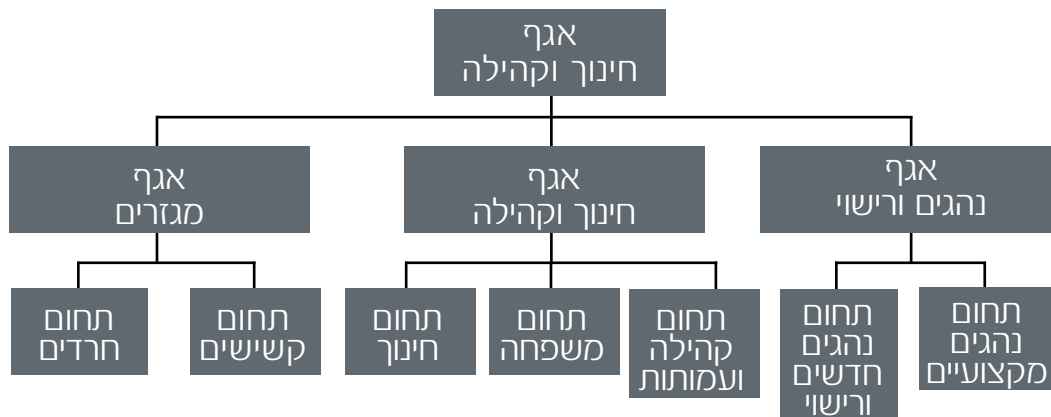 אגף
חינוך וקהילה
אגף
נהגים ורישוי
אגף
חינוך וקהילה
אגף
מגזרים
תחום
נהגים
מקצועיים
תחום
נהגים
חדשים
ורישוי
תחום
קהילה
ועמותות
תחום
משפחה
תחום
חינוך
תחום
קשישים
תחום
חרדים